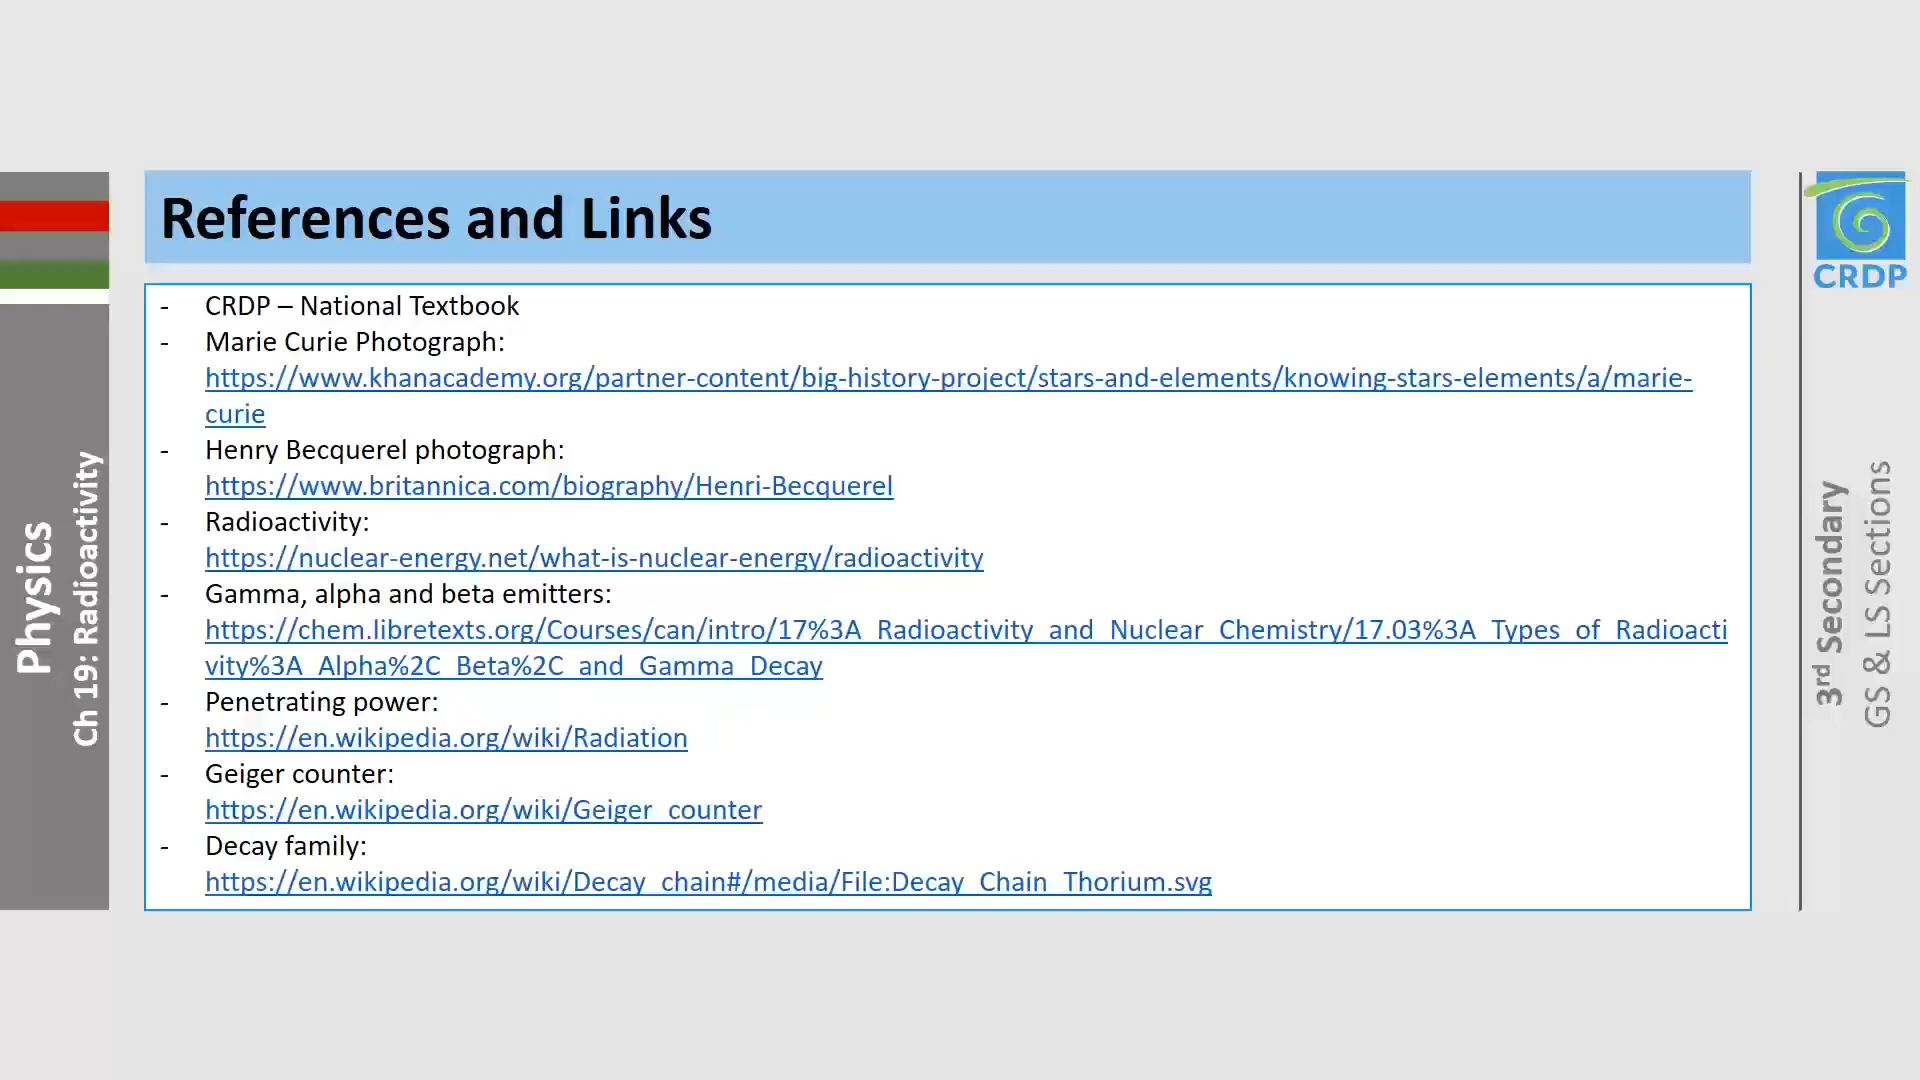 References and Links
- CRDP – National Textbook
- Marie Curie Photograph:
https://www.khanacademy.org/partner-content/big-history-project/stars-and-elements/knowing-stars-elements/a/marie-
curie
- Henry Becquerel photograph:
https://www.britannica.com/biography/Henri-Becquerel
- Radioactivity:
https://nuclear-energy.net/what-is-nuclear-energy/radioactivity
- Gamma, alpha and beta emitters:
https://chem.libretexts.org/Courses/can/intro/17%3A_Radioactivity_and_Nuclear_Chemistry/17.03%3A_Types_of_Radioacti
vity%3A_Alpha%2C_Beta%2C_and_Gamma_Decay
- Penetrating power:
https://en.wikipedia.org/wiki/Radiation
- Geiger counter:
https://en.wikipedia.org/wiki/Geiger_counter
- Decay family:
https://en.wikipedia.org/wiki/Decay_chain#/media/File:Decay_Chain_Thorium.svg
Physics
Ch 19: Radioactivity
CRDP
3rd Secondary
GS & LS Sections